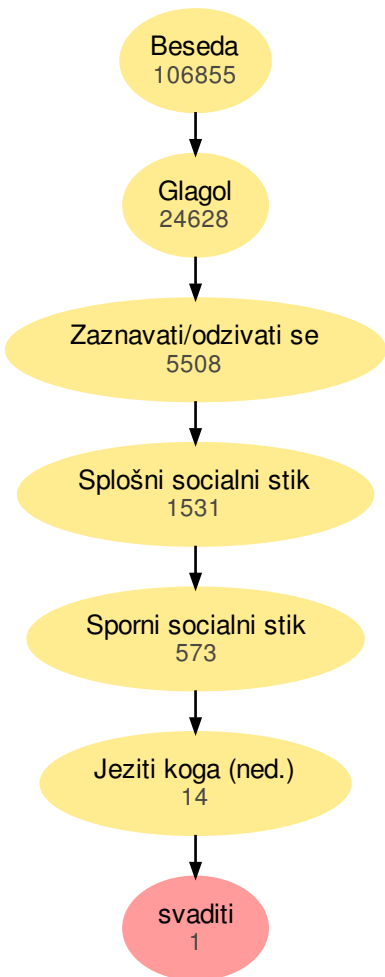 Beseda
106855
Glagol
24628
Zaznavati/odzivati se
5508
Splošni socialni stik
1531
Sporni socialni stik
573
Jeziti koga (ned.)
14
svaditi
1